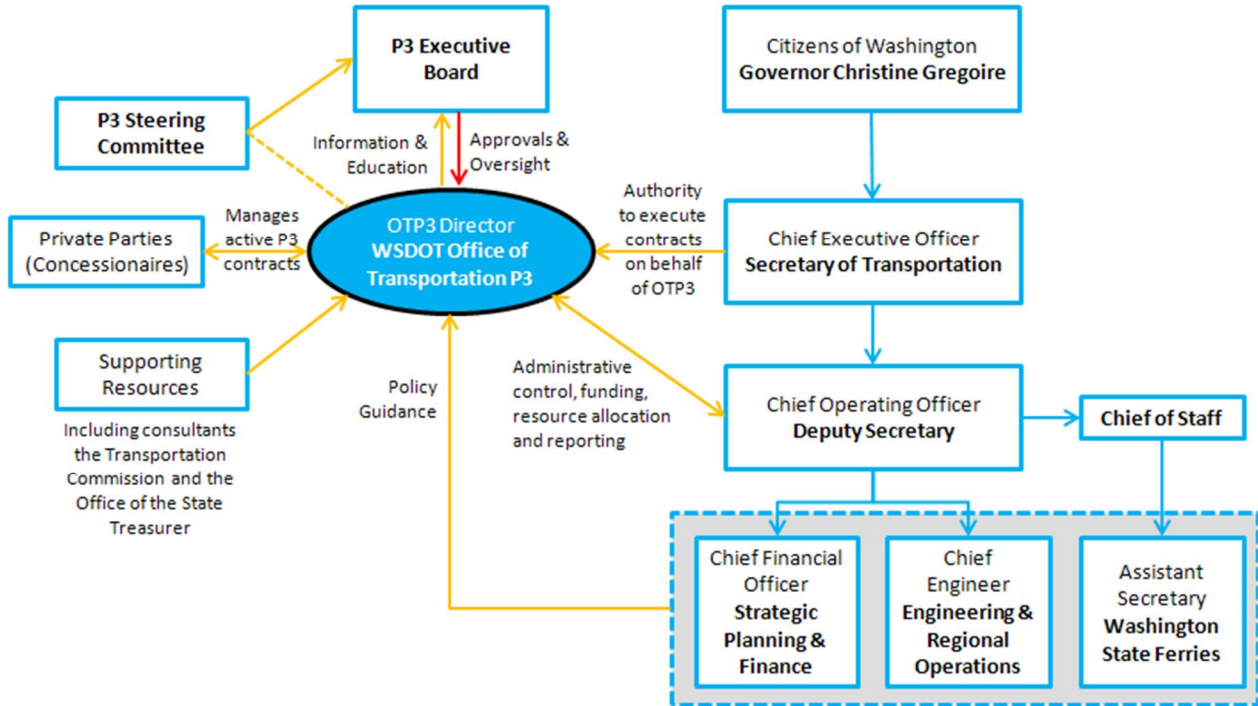 P3 Executive
Board
Citizens of Washington
Governor Christine Gregoire
P3 Steering
Committee
Information &
Education
Approvals &
Oversight
Private Parties
(Concessionaires)
Manages
active P3
contracts
OTP3 Director
WSDOT Office of
Transportation P3
Authority
to execute
contracts
on behalf
of OTP3
Chief Executive Officer
Secretary of Transportation
Supporting
Resources
Including consultants
the Transportation
Commission and the
Office of the State
Treasurer
Policy
Guidance
Administrative
control, funding,
resource allocation
and reporting
Chief Operating Officer
Deputy Secretary
Chief of Staff
Chief Financial
Officer
Strategic
Planning &
Finance
Chief
Engineer
Engineering &
Regional
Operations
Assistant
Secretary
Washington
State Ferries